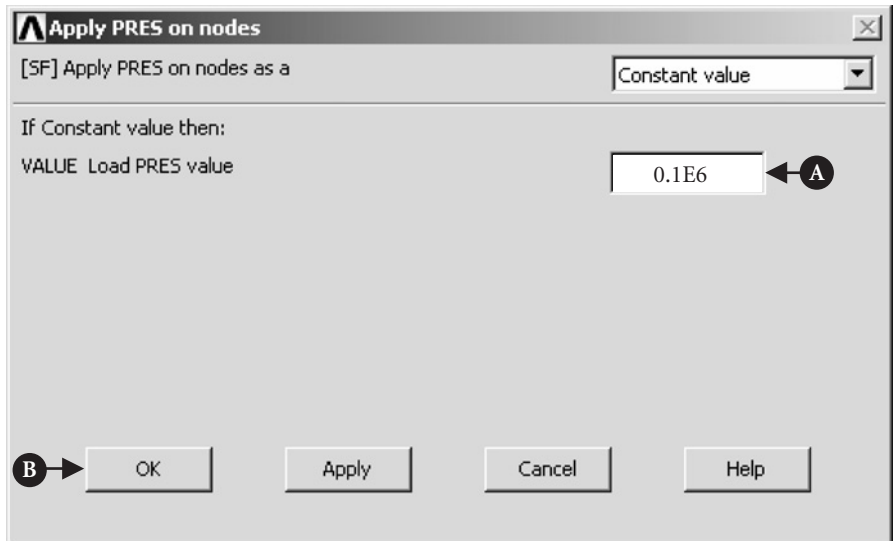 Apply PRES on nodes
[SF] Apply PRES on nodes as a Constant value
If Constant value then:
VALUE Load PRES value 0.1E6 A
B OK Apply Cancel Help